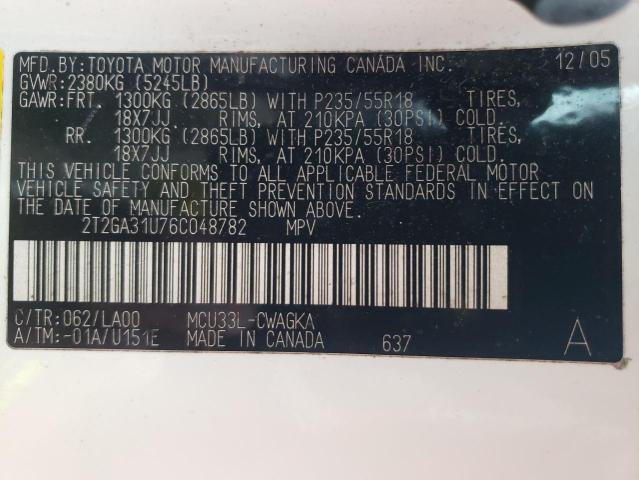 MFD.BY:TOYOTA MOTOR MANUFACTURING CANADA INC. 12/05
GVWR:2380KG (5245LB)
GAWR:FRT. 1300KG (2865LB) WITH P235/55R18 TIRES,
18X7JJ RIMS, AT 210KPA (30PSI) COLD.
RR. 1300KG (2865LB) WITH P235/55R18 TIRES,
18X7JJ RIMS, AT 210KPA (30PSI) COLD.
THIS VEHICLE CONFORMS TO ALL APPLICABLE FEDERAL MOTOR
VEHICLE SAFETY AND THEFT PREVENTION STANDARDS IN EFFECT ON
THE DATE OF MANUFACTURE SHOWN ABOVE.
2T2GA31U76C048782 MPV
C/TR:062/LA00 MCU33L-CWAGKA
A/TM:-01A/U151E MADE IN CANADA 637 A